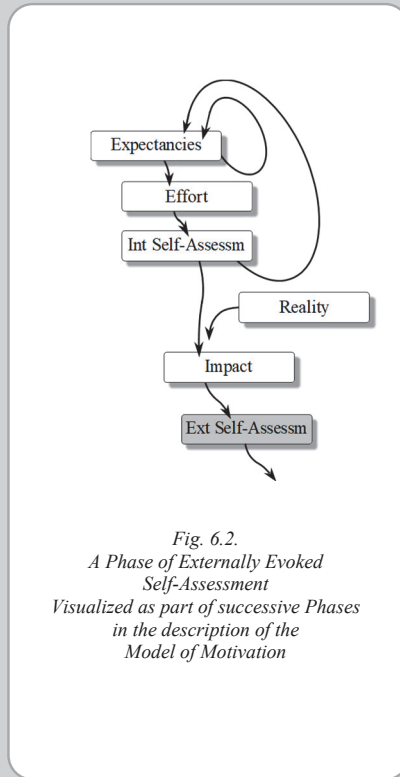 Expectancies
Effort
Int Self-Assessm
Reality
Impact
Ext Self-Assessm
Fig. 6.2.
A Phase of Externally Evoked
Self-Assessment
Visualized as part of successive Phases
in the description of the
Model of Motivation